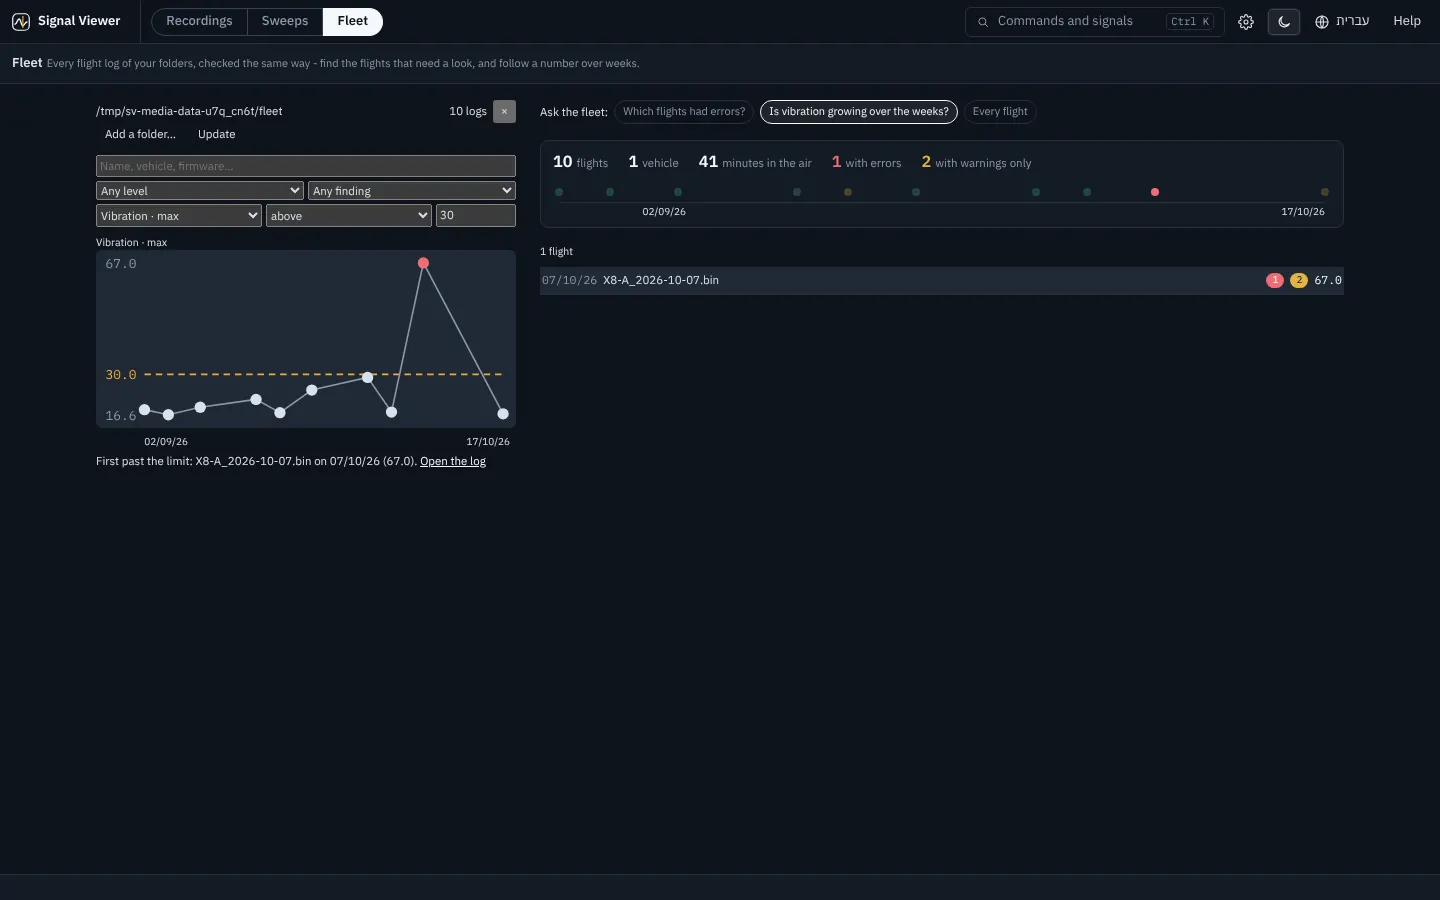 Signal Viewer
Recordings Sweeps Fleet
Commands and signals Ctrl K
עברית
Help
Fleet Every flight log of your folders, checked the same way - find the flights that need a look, and follow a number over weeks.
/tmp/sv-media-data-u7q_cn6t/fleet 10 logs ×
Add a folder... Update
Name, vehicle, firmware...
Any level Any finding
Vibration · max above 30
Vibration · max
67.0
30.0
16.6
02/09/26 17/10/26
First past the limit: X8-A_2026-10-07.bin on 07/10/26 (67.0). Open the log
Ask the fleet: Which flights had errors? Is vibration growing over the weeks? Every flight
10 flights 1 vehicle 41 minutes in the air 1 with errors 2 with warnings only
02/09/26 17/10/26
1 flight
07/10/26 X8-A_2026-10-07.bin 1 2 67.0